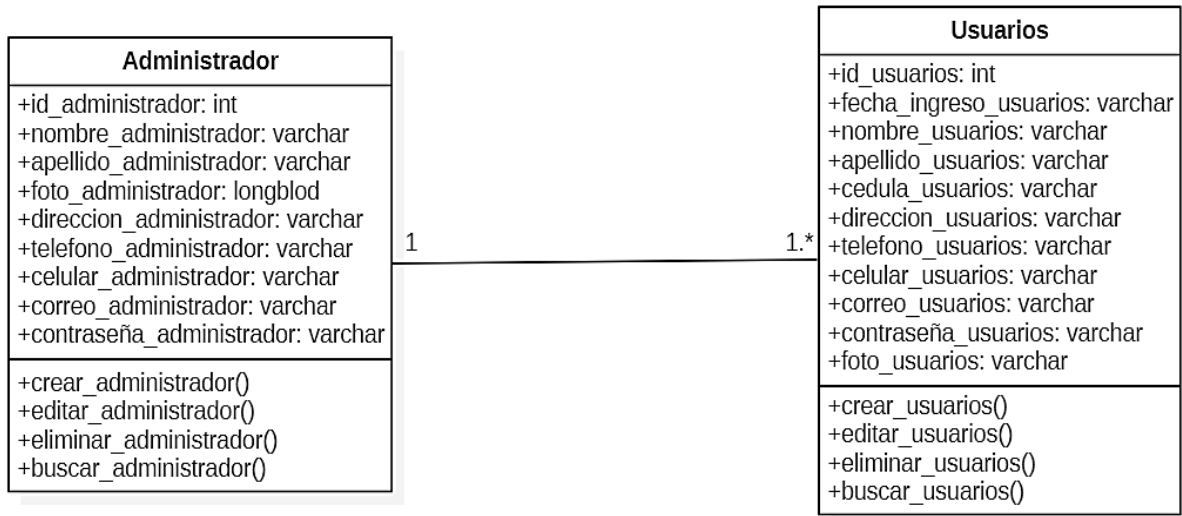 Administrador
+id_administrador: int
+nombre_administrador: varchar
+apellido_administrador: varchar
+foto_administrador: longblod
+direccion_administrador: varchar
+telefono_administrador: varchar
+celular_administrador: varchar
+correo_administrador: varchar
+contraseña_administrador: varchar
+crear_administrador()
+editar_administrador()
+eliminar_administrador()
+buscar_administrador()
1
1.*
Usuarios
+id_usuarios: int
+fecha_ingreso_usuarios: varchar
+nombre_usuarios: varchar
+apellido_usuarios: varchar
+cedula_usuarios: varchar
+direccion_usuarios: varchar
+telefono_usuarios: varchar
+celular_usuarios: varchar
+correo_usuarios: varchar
+contraseña_usuarios: varchar
+foto_usuarios: varchar
+crear_usuarios()
+editar_usuarios()
+eliminar_usuarios()
+buscar_usuarios()